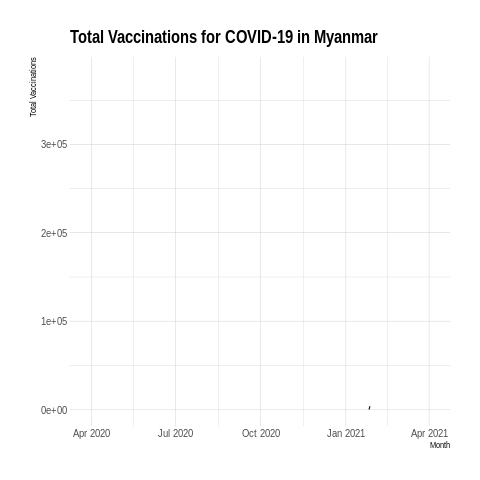 Total Vaccinations for COVID-19 in Myanmar
Total Vaccinations
3e+05
2e+05
1e+05
0e+00
Apr 2020 Jul 2020 Oct 2020 Jan 2021 Apr 2021
Month